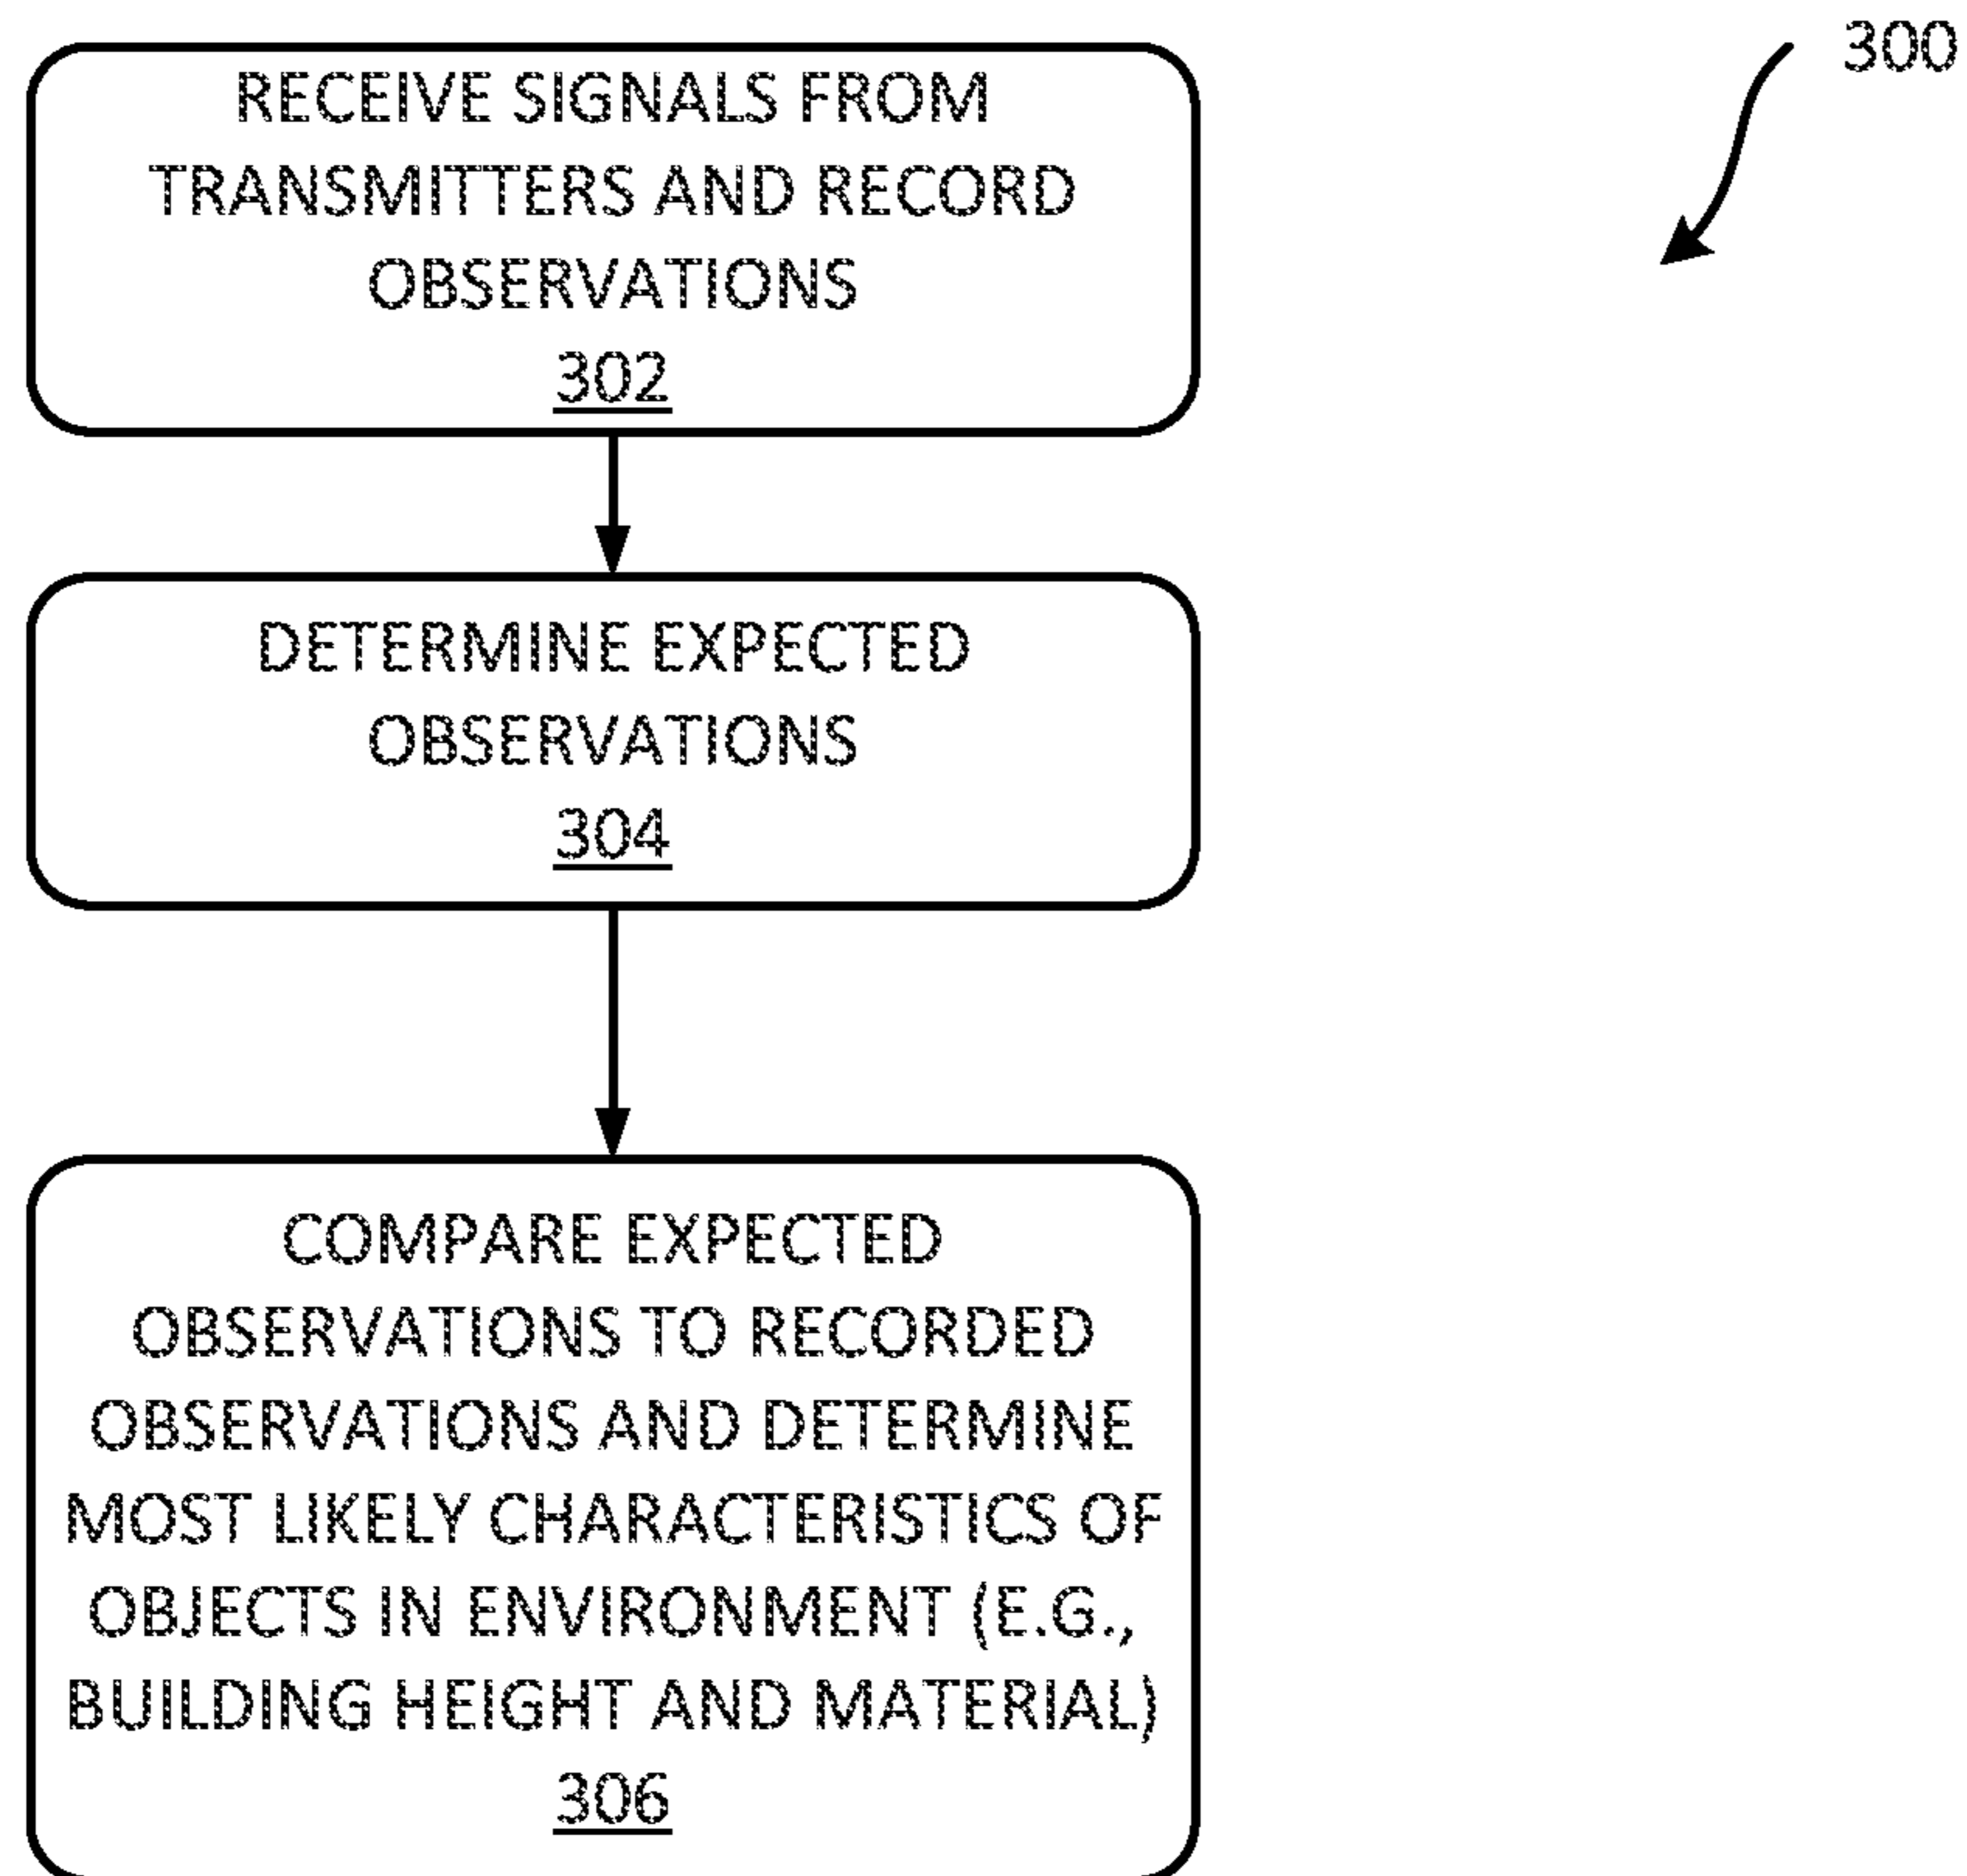 300
RECEIVE SIGNALS FROM
TRANSMITTERS AND RECORD
OBSERVATIONS
302
DETERMINE EXPECTED
OBSERVATIONS
304
COMPARE EXPECTED
OBSERVATIONS TO RECORDED
OBSERVATIONS AND DETERMINE
MOST LIKELY CHARACTERISTICS OF
OBJECTS IN ENVIRONMENT (E.G.,
BUILDING HEIGHT AND MATERIAL)
306